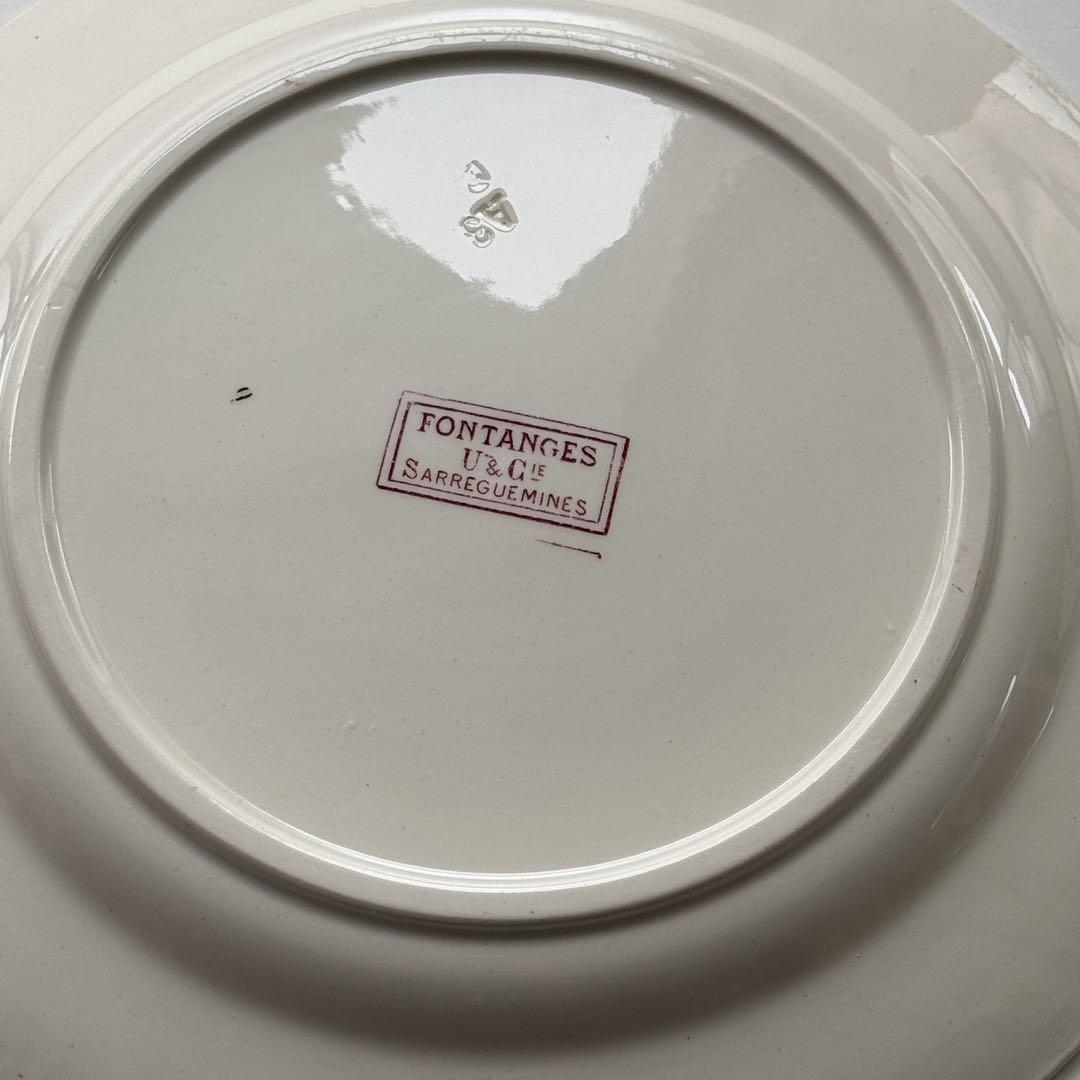 FONTANGES
U & Cⁱᵉ
SARREGUEMINES